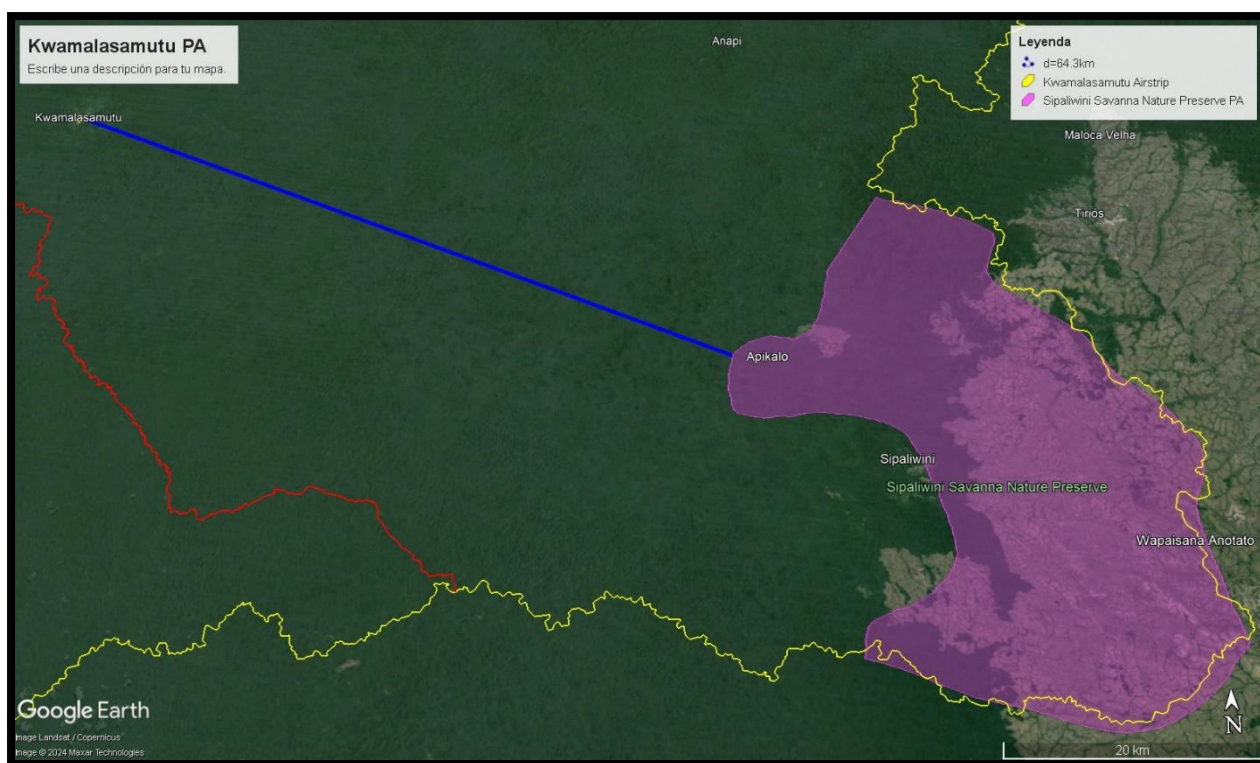 Kwamalasamutu PA
Escribe una descripción para tu mapa.
Anapi
Leyenda
d=64.3km
Kwamalasamutu Airstrip
Sipaliwini Savanna Nature Preserve PA
Kwamalasamutu
Maloca Velha
Tiriós
Apikalo
Sipaliwini
Sipaliwini Savanna Nature Preserve
Wapaisana Anotato
Google Earth
Image Landsat / Copernicus
Image © 2024 Maxar Technologies
N
20 km